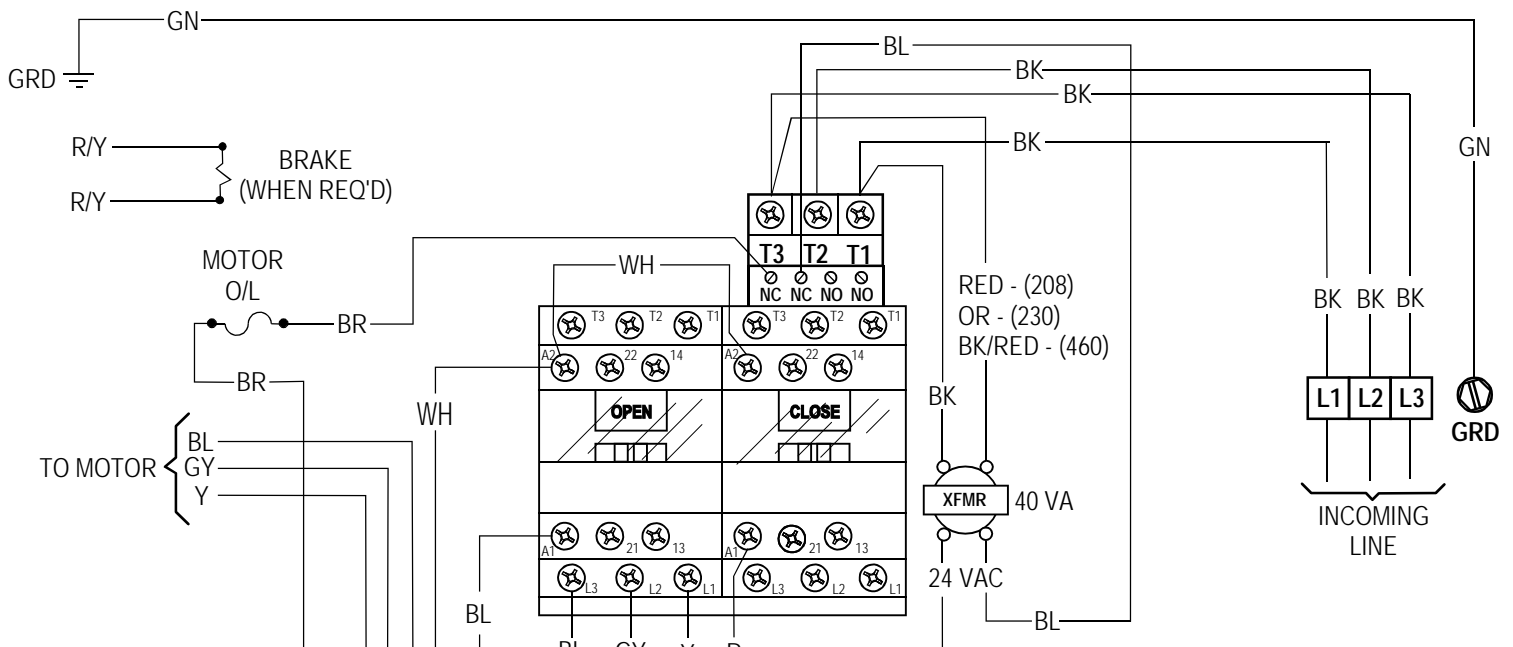 GN
BL
BK
GRD
BK
R/Y
BRAKE
(WHEN REQ'D)
R/Y
BK
GN
MOTOR
O/L
WH
T3 T2 T1
NC NC NO NO
RED - (208)
OR - (230)
BK/RED - (460)
BK BK BK
BR
T3 T2 T1 T3 T2 T1
A2 22 14 A2 22 14
BR
BK
L1 L2 L3
WH
OPEN
CLOSE
GRD
TO MOTOR
BL
GY
Y
XFMR
40 VA
INCOMING
LINE
A1 21 13 A1 21 13
24 VAC
L3 L2 L1 L3 L2 L1
BL
BL